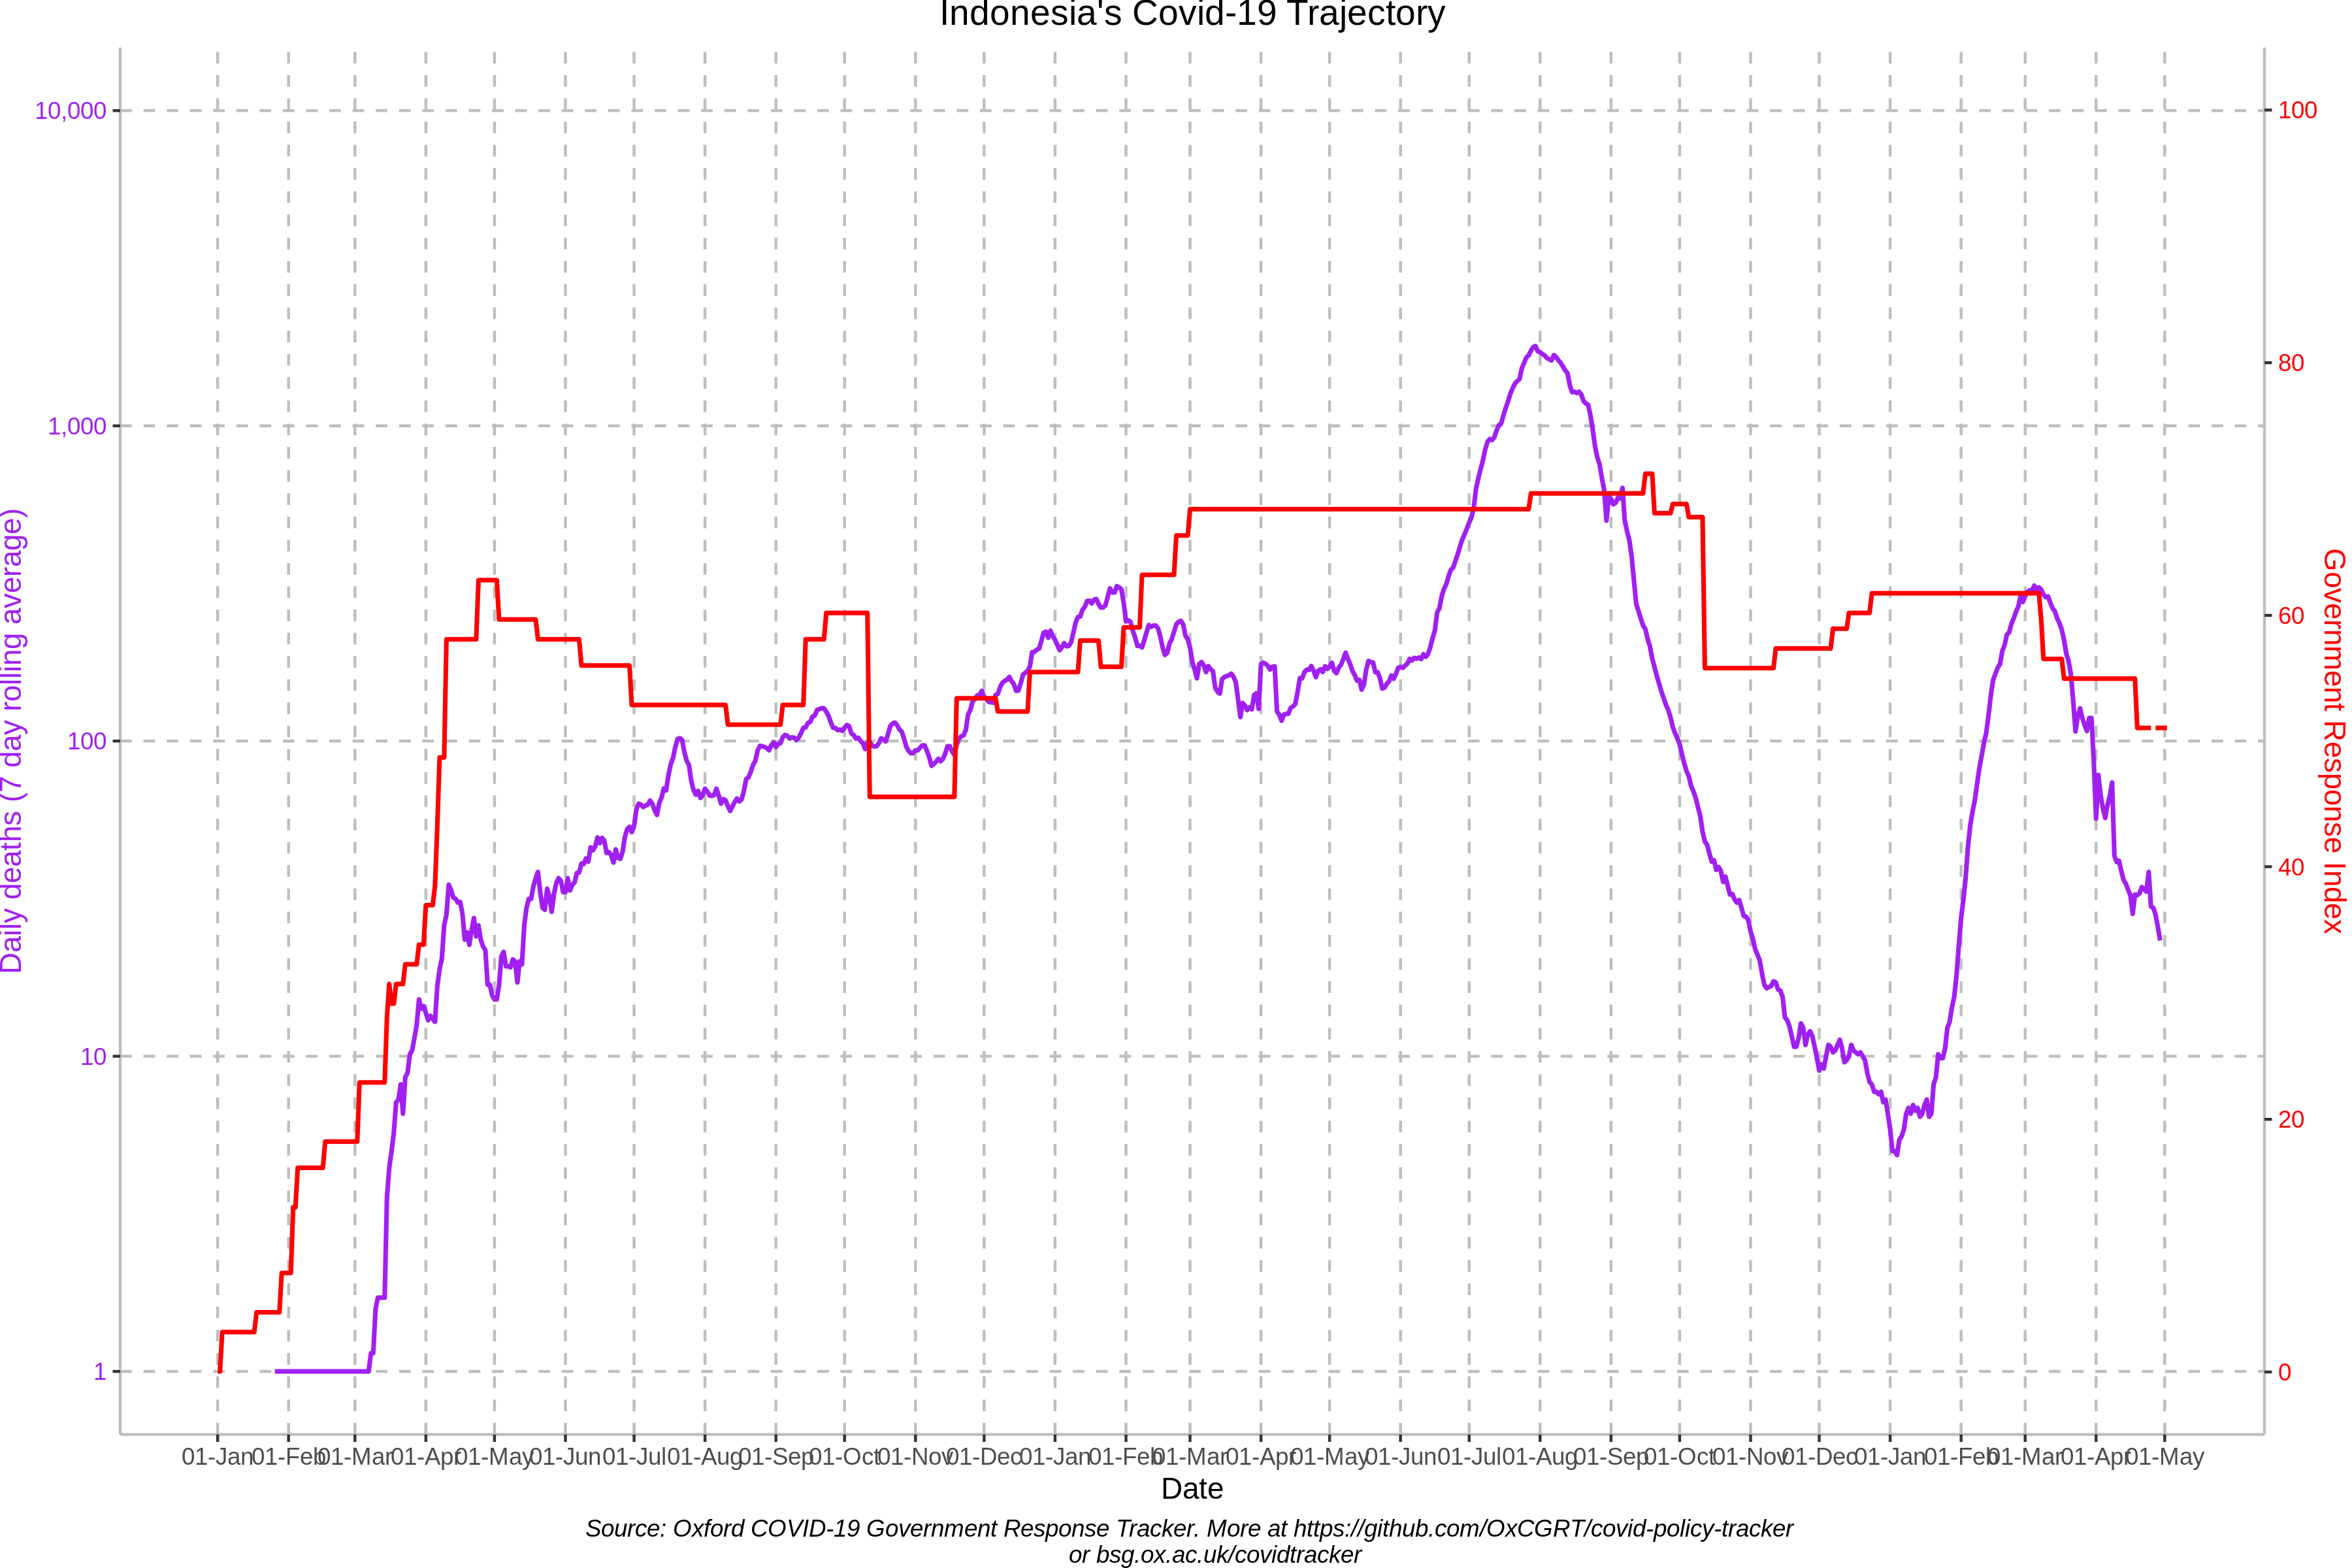 Indonesia's Covid-19 Trajectory
10,000
1,000
100
10
1
Daily deaths (7 day rolling average)
100
80
60
40
20
0
Government Response Index
01-Jan 01-Feb 01-Mar 01-Apr 01-May 01-Jun 01-Jul 01-Aug 01-Sep 01-Oct 01-Nov 01-Dec 01-Jan 01-Feb 01-Mar 01-Apr 01-May 01-Jun 01-Jul 01-Aug 01-Sep 01-Oct 01-Nov 01-Dec 01-Jan 01-Feb 01-Mar 01-Apr 01-May
Date
Source: Oxford COVID-19 Government Response Tracker. More at https://github.com/OxCGRT/covid-policy-tracker
or bsg.ox.ac.uk/covidtracker